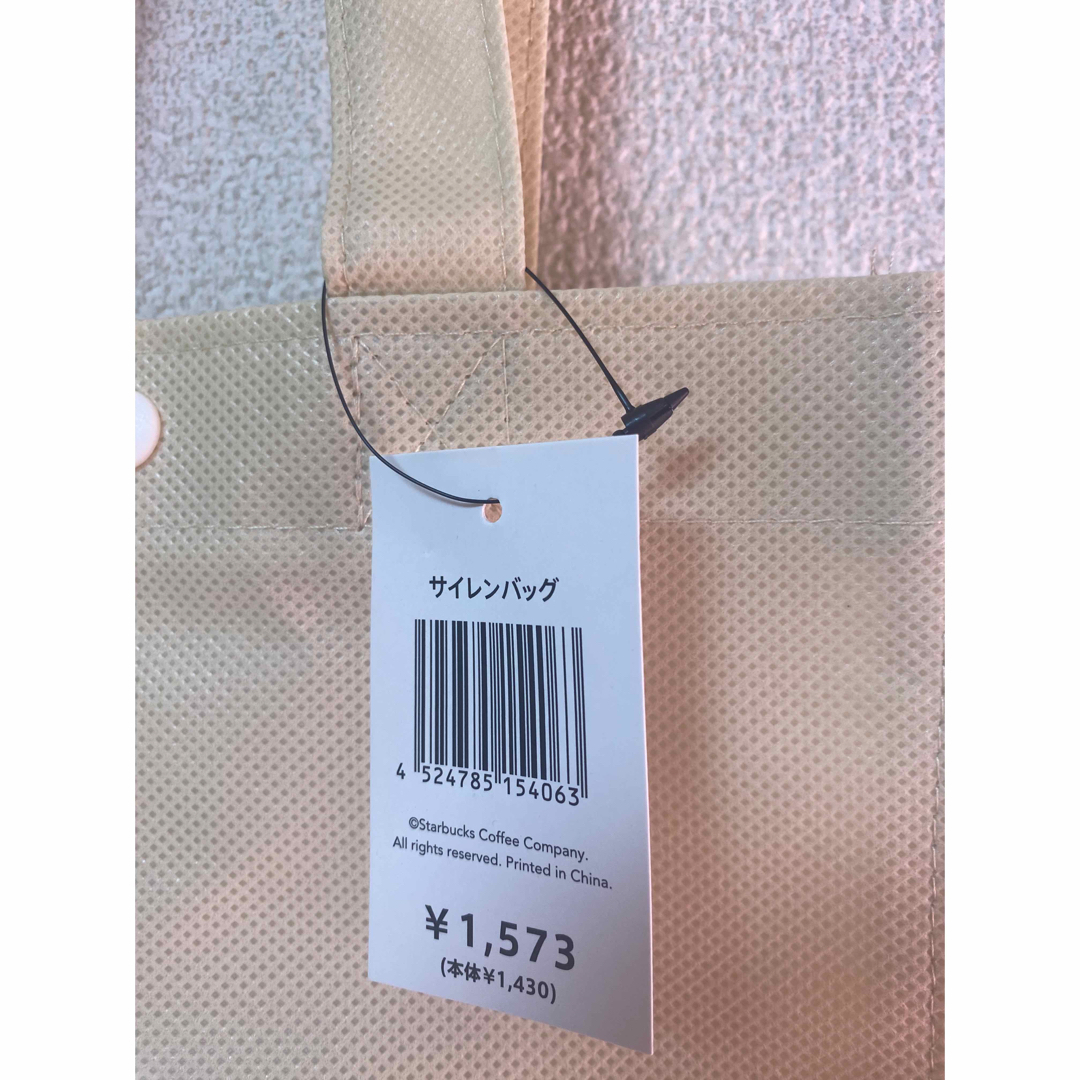 サイレンバッグ
4 524785 154063
©Starbucks Coffee Company.
All rights reserved. Printed in China.
¥1,573
(本体¥1,430)